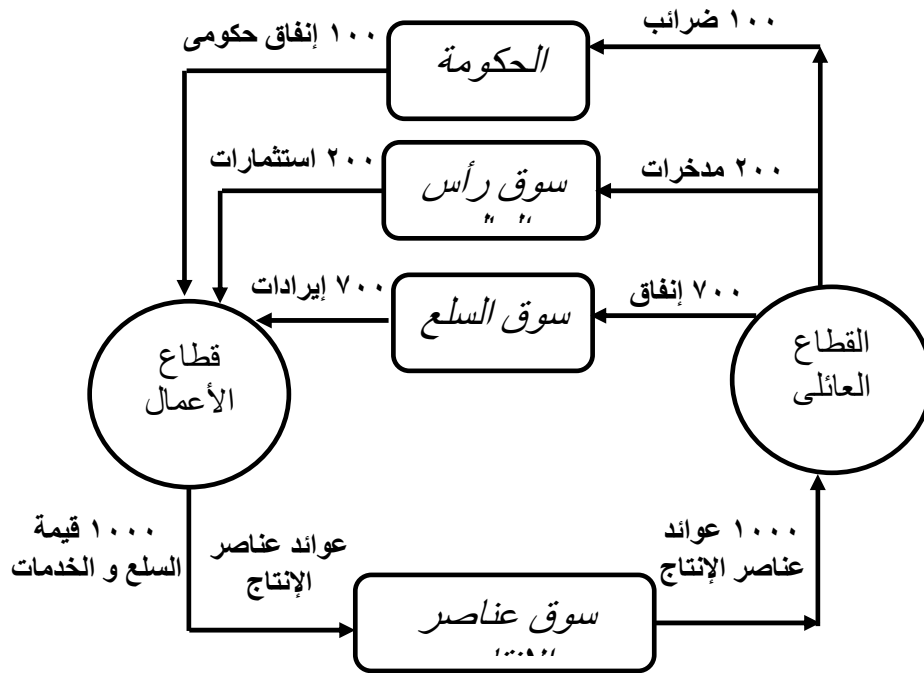 ١٠٠ ضرائب
١٠٠ إنفاق حكومى
الحكومة
٢٠٠ مدخرات
٢٠٠ استثمارات
سوق رأس
٧٠٠ إنفاق
٧٠٠ إيرادات
سوق السلع
القطاع
العائلى
قطاع
الأعمال
١٠٠٠ عوائد
عناصر الإنتاج
عوائد عناصر
الإنتاج
١٠٠٠ قيمة
السلع و الخدمات
سوق عناصر